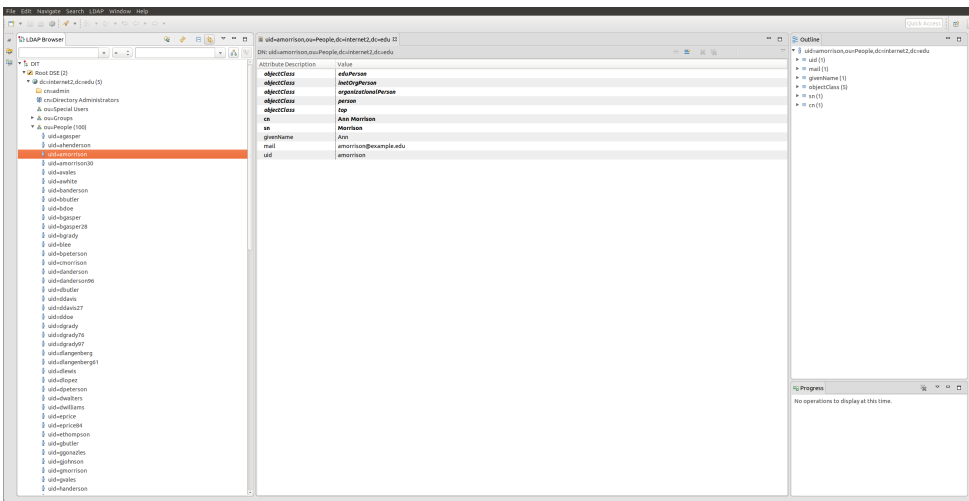 File Edit Navigate Search LDAP Window Help
Quick Access
LDAP Browser
=
DIT
Root DSE (2)
dc=internet2,dc=edu (5)
cn=admin
cn=Directory Administrators
ou=Special Users
ou=Groups
ou=People (100)
uid=agasper
uid=ahenderson
uid=amorrison
uid=amorrison30
uid=avales
uid=awhite
uid=banderson
uid=bbutler
uid=bdoe
uid=bgasper
uid=bgasper28
uid=bgrady
uid=blee
uid=bpeterson
uid=cmorrison
uid=danderson
uid=danderson96
uid=dbutler
uid=ddavis
uid=ddavis27
uid=ddoe
uid=dgrady
uid=dgrady76
uid=dgrady97
uid=dlangenberg
uid=dlangenberg61
uid=dlewis
uid=dlopez
uid=dpeterson
uid=dwalters
uid=dwilliams
uid=eprice
uid=eprice84
uid=ethompson
uid=gbutler
uid=ggonazles
uid=gjohnson
uid=gmorrison
uid=gvales
uid=handerson
uid=amorrison,ou=People,dc=internet2,dc=edu
DN: uid=amorrison,ou=People,dc=internet2,dc=edu
Attribute Description Value
objectClass eduPerson
objectClass inetOrgPerson
objectClass organizationalPerson
objectClass person
objectClass top
cn Ann Morrison
sn Morrison
givenName Ann
mail amorrison@example.edu
uid amorrison
Outline
uid=amorrison,ou=People,dc=internet2,dc=edu
uid (1)
mail (1)
givenName (1)
objectClass (5)
sn (1)
cn (1)
Progress
No operations to display at this time.